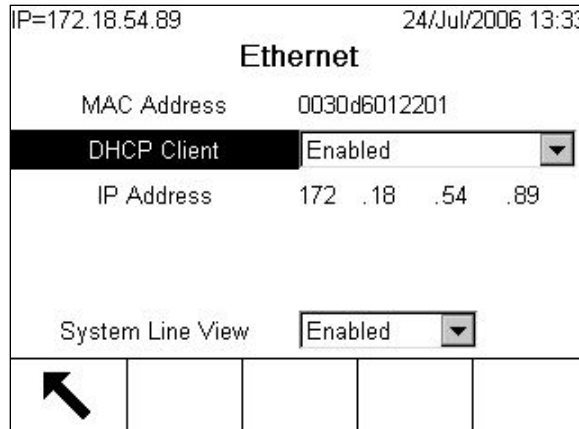 IP=172.18.54.89 24/Jul/2006 13:33
Ethernet
MAC Address 0030d6012201
DHCP Client Enabled
IP Address 172 .18 .54 .89
System Line View Enabled